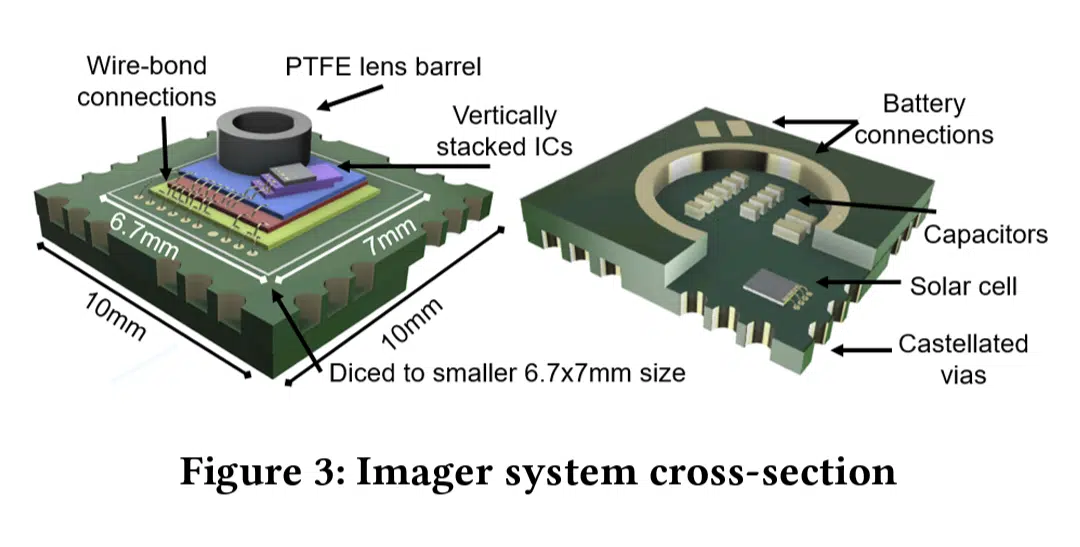 Wire-bond
connections
PTFE lens barrel
Vertically
stacked ICs
6.7mm
7mm
10mm
10mm
Diced to smaller 6.7x7mm size
Battery
connections
Capacitors
Solar cell
Castellated
vias
Figure 3: Imager system cross-section